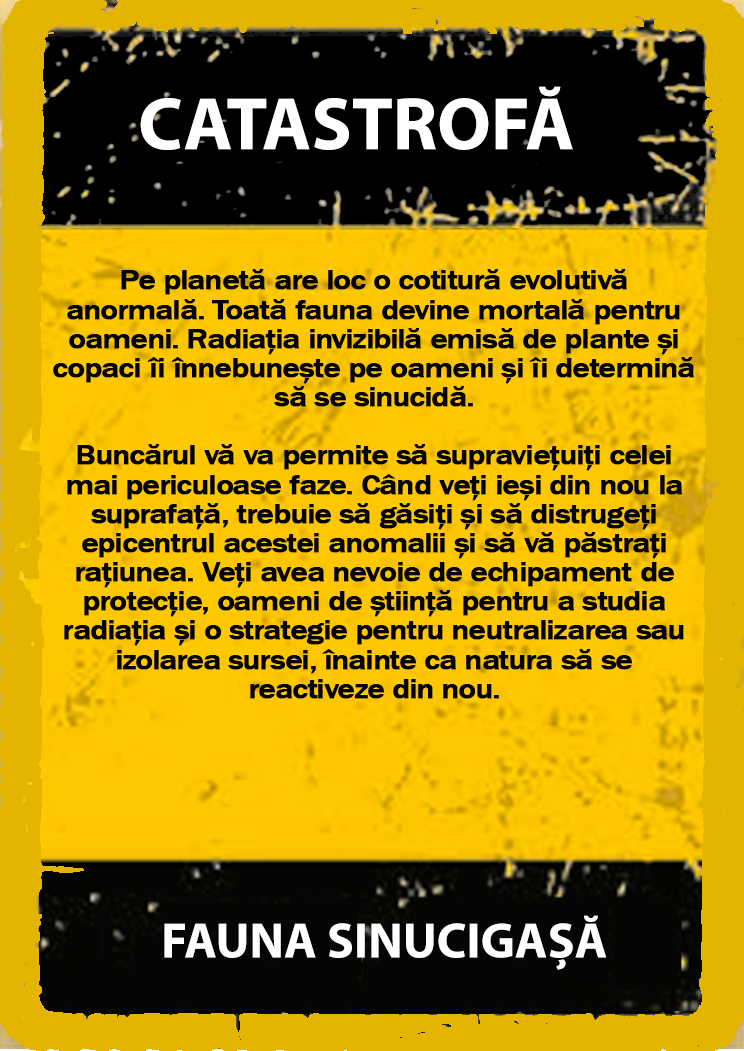 CATASTROFĂ
Pe planetă are loc o cotitură evolutivă
anormală. Toată fauna devine mortală pentru
oameni. Radiația invizibilă emisă de plante și
copaci îi înnebunește pe oameni și îi determină
să se sinucidă.
Buncărul vă va permite să supraviețuiți celei
mai periculoase faze. Când veți ieși din nou la
suprafață, trebuie să găsiți și să distrugeți
epicentrul acestei anomalii și să vă păstrați
rațiunea. Veți avea nevoie de echipament de
protecție, oameni de știință pentru a studia
radiația și o strategie pentru neutralizarea sau
izolarea sursei, înainte ca natura să se
reactiveze din nou.
FAUNA SINUCIGAȘĂ